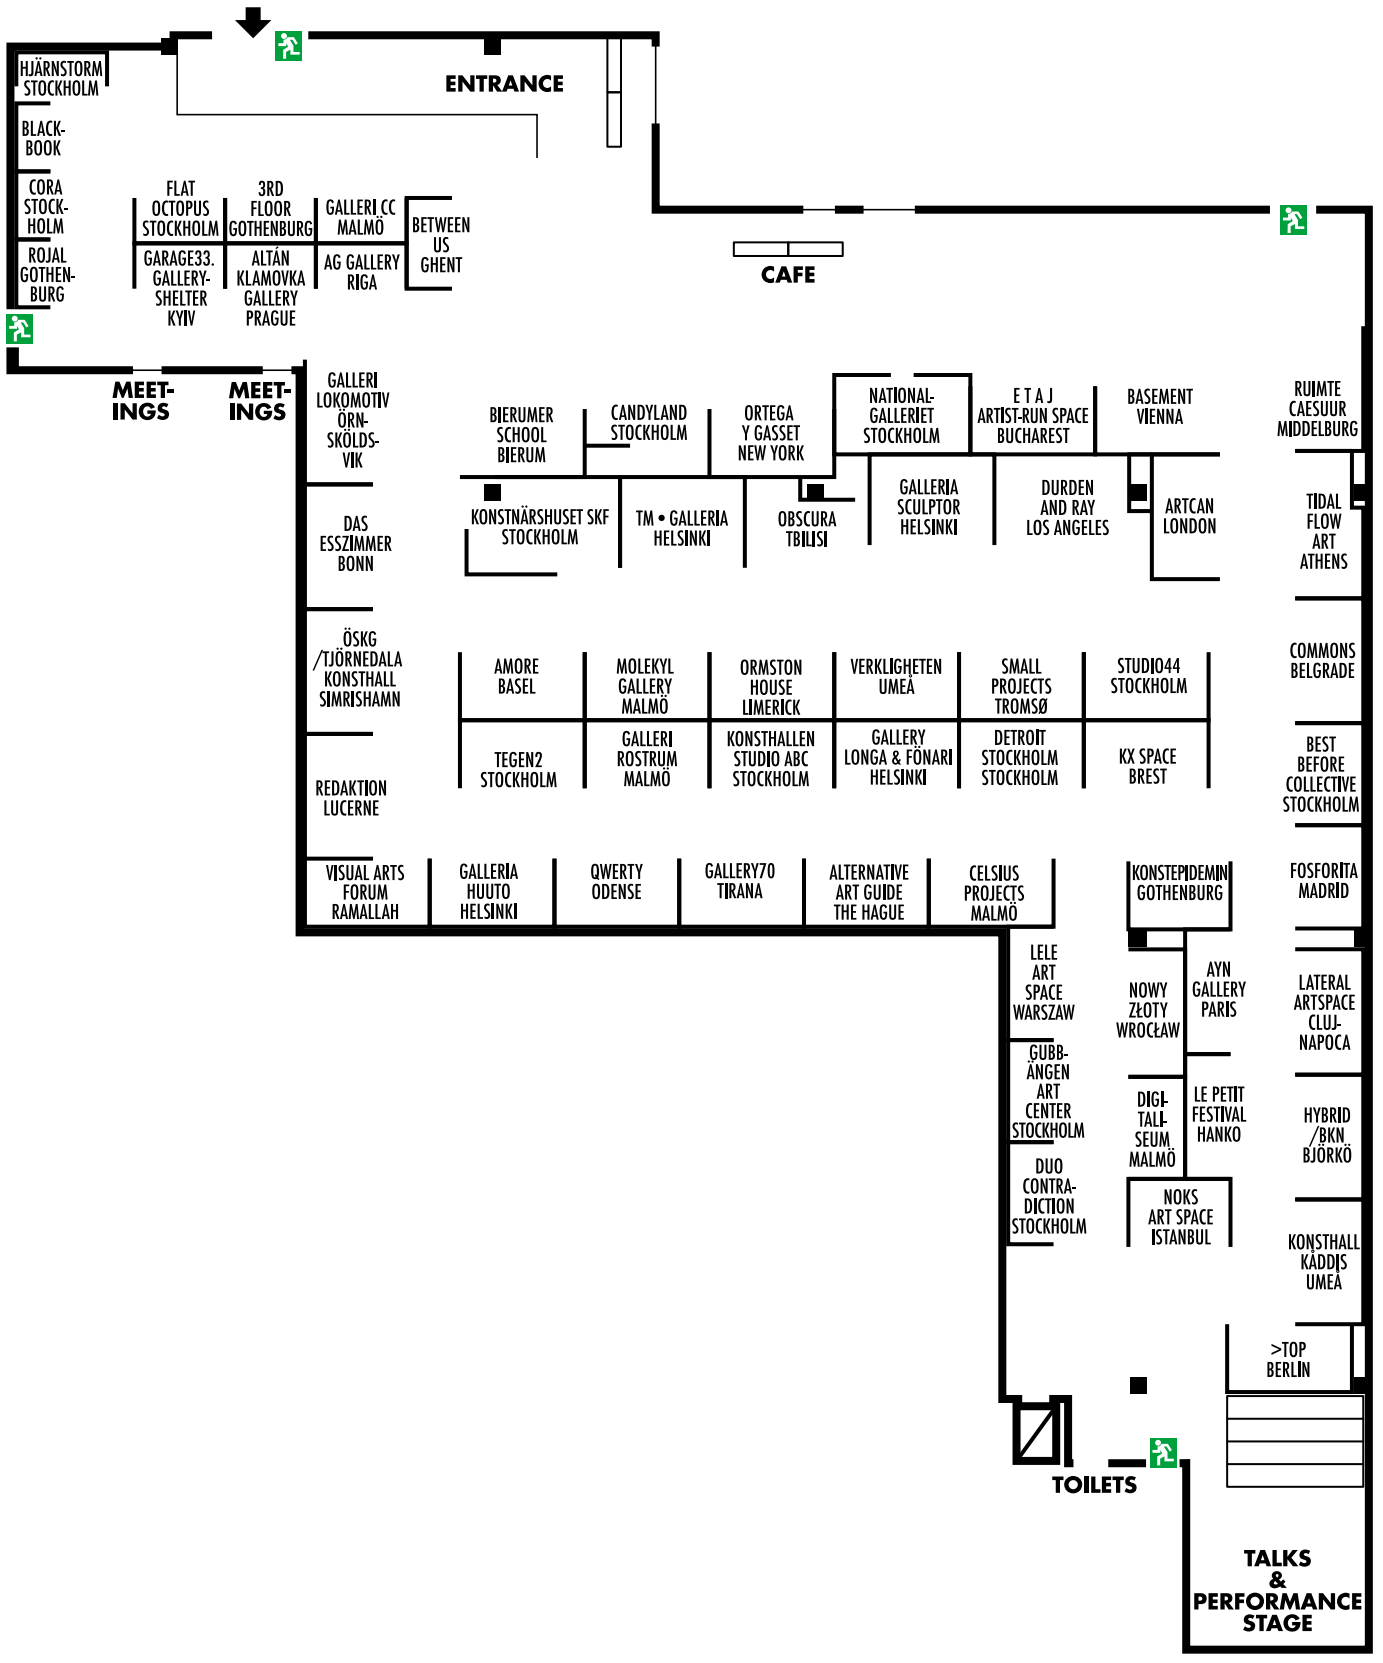 ENTRANCE
HJÄRNSTORM
STOCKHOLM
BLACK-
BOOK
CORA
STOCK-
HOLM
ROJAL
GOTHEN-
BURG
FLAT
OCTOPUS
STOCKHOLM
3RD
FLOOR
GOTHENBURG
GALLERI CC
MALMÖ
BETWEEN
US
GHENT
GARAGE33.
GALLERY-
SHELTER
KYIV
ALTÁN
KLAMOVKA
GALLERY
PRAGUE
AG GALLERY
RIGA
CAFE
MEET-
INGS
MEET-
INGS
GALLERI
LOKOMOTIV
ÖRN-
SKÖLDS-
VIK
BIERUMER
SCHOOL
BIERUM
CANDYLAND
STOCKHOLM
ORTEGA
Y GASSET
NEW YORK
NATIONAL-
GALLERIET
STOCKHOLM
E T A J
ARTIST-RUN SPACE
BUCHAREST
BASEMENT
VIENNA
RUIMTE
CAESUUR
MIDDELBURG
DAS
ESSZIMMER
BONN
KONSTNÄRSHUSET SKF
STOCKHOLM
TM • GALLERIA
HELSINKI
OBSCURA
TBILISI
GALLERIA
SCULPTOR
HELSINKI
DURDEN
AND RAY
LOS ANGELES
ARTCAN
LONDON
TIDAL
FLOW
ART
ATHENS
ÖSKG
/TJÖRNEDALA
KONSTHALL
SIMRISHAMN
AMORE
BASEL
MOLEKYL
GALLERY
MALMÖ
ORMSTON
HOUSE
LIMERICK
VERKLIGHETEN
UMEÅ
SMALL
PROJECTS
TROMSØ
STUDIO44
STOCKHOLM
COMMONS
BELGRADE
REDAKTION
LUCERNE
TEGEN2
STOCKHOLM
GALLERI
ROSTRUM
MALMÖ
KONSTHALLEN
STUDIO ABC
STOCKHOLM
GALLERY
LONGA & FÖNARI
HELSINKI
DETROIT
STOCKHOLM
STOCKHOLM
KX SPACE
BREST
BEST
BEFORE
COLLECTIVE
STOCKHOLM
VISUAL ARTS
FORUM
RAMALLAH
GALLERIA
HUUTO
HELSINKI
QWERTY
ODENSE
GALLERY70
TIRANA
ALTERNATIVE
ART GUIDE
THE HAGUE
CELSIUS
PROJECTS
MALMÖ
KONSTEPIDEMIN
GOTHENBURG
FOSFORITA
MADRID
LELE
ART
SPACE
WARSZAW
NOWY
ZŁOTY
WROCŁAW
AYN
GALLERY
PARIS
LATERAL
ARTSPACE
CLUJ-
NAPOCA
GUBB-
ÄNGEN
ART
CENTER
STOCKHOLM
DIGI-
TALI-
SEUM
MALMÖ
LE PETIT
FESTIVAL
HANKO
HYBRID
/BKN
BJÖRKÖ
DUO
CONTRA-
DICTION
STOCKHOLM
NOKS
ART SPACE
ISTANBUL
KONSTHALL
KÅDDIS
UMEÅ
>TOP
BERLIN
TOILETS
TALKS
&
PERFORMANCE
STAGE